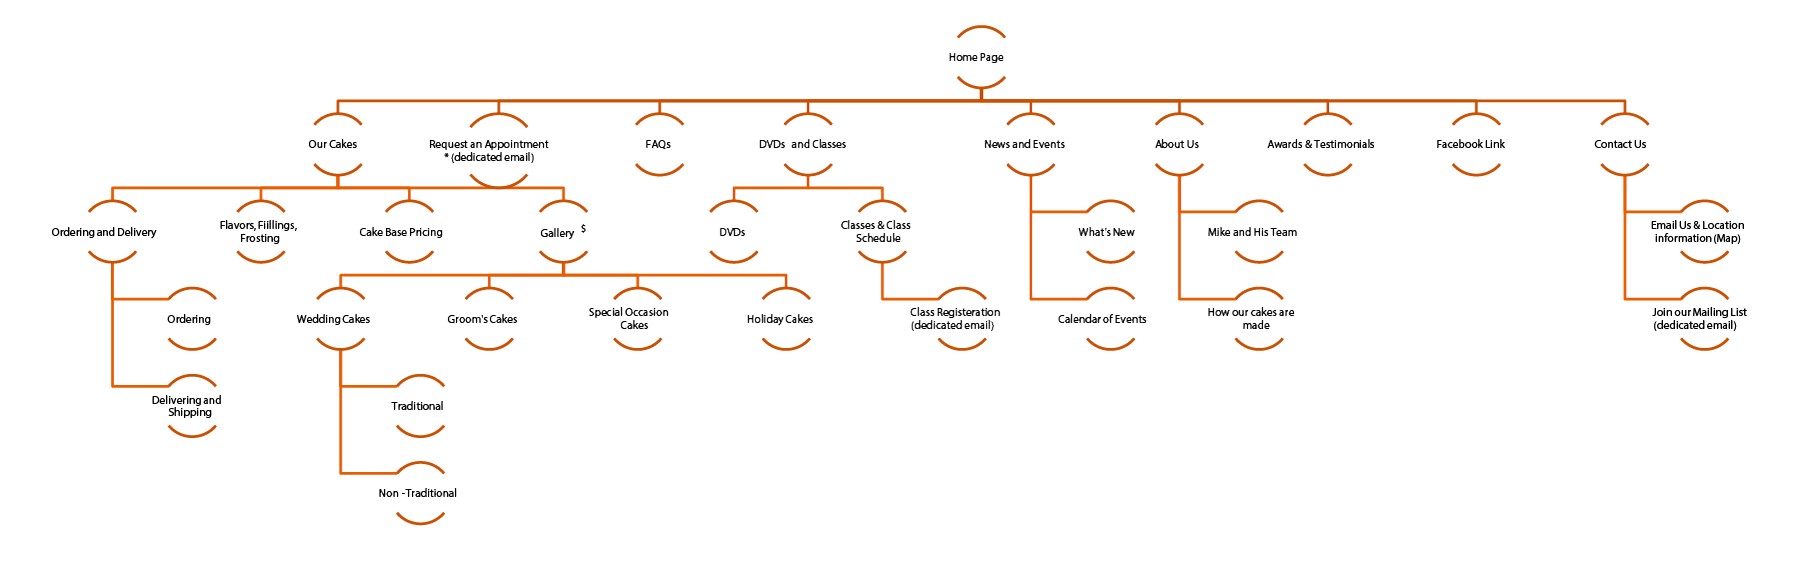 Home Page
Our Cakes
Request an Appointment
* (dedicated email)
FAQs
DVDs and Classes
News and Events
About Us
Awards & Testimonials
Facebook Link
Contact Us
Ordering and Delivery
Flavors, Fiillings,
Frosting
Cake Base Pricing
Gallery $
DVDs
Classes & Class
Schedule
What's New
Mike and His Team
Email Us & Location
information (Map)
Ordering
Wedding Cakes
Groom's Cakes
Special Occasion
Cakes
Holiday Cakes
Class Registeration
(dedicated email)
Calendar of Events
How our cakes are
made
Join our Mailing List
(dedicated email)
Delivering and
Shipping
Traditional
Non -Traditional